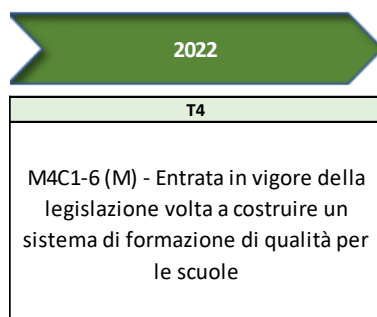 2022
T4
M4C1-6 (M) - Entrata in vigore della
legislazione volta a costruire un
sistema di formazione di qualità per
le scuole